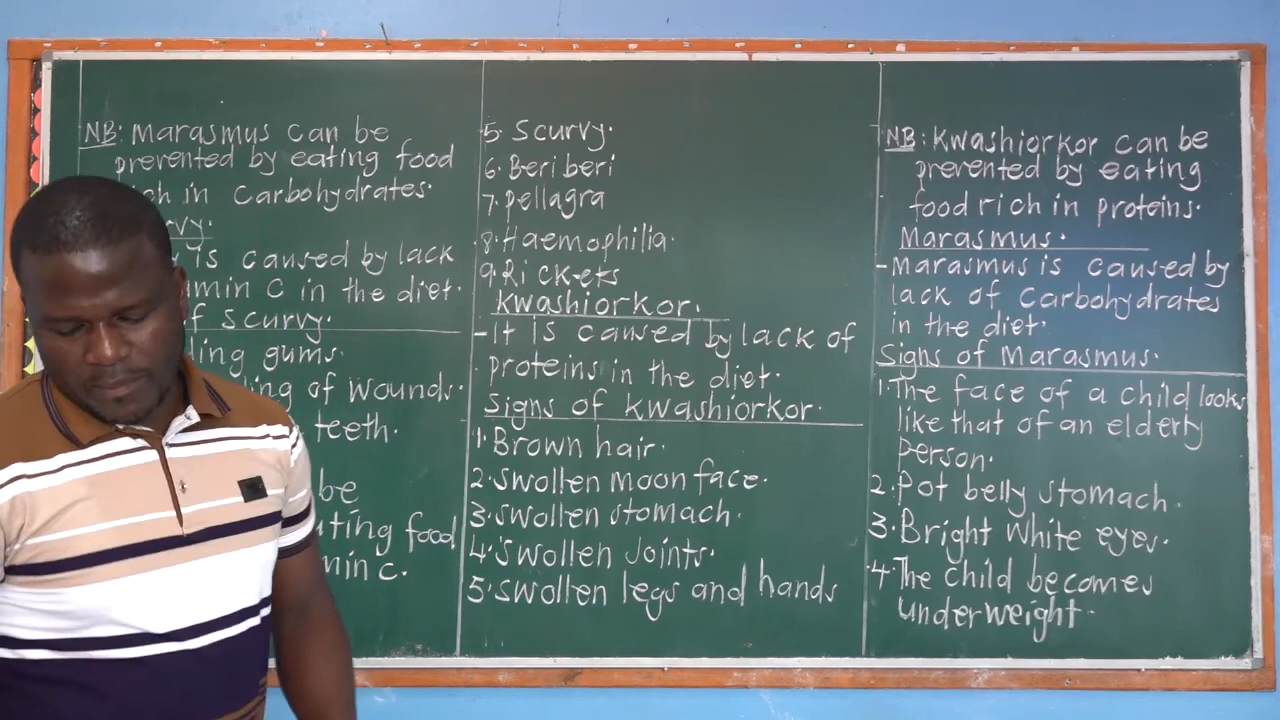 NB: Marasmus can be
prevented by eating food
in Carbohydrates.
is caused by lack
C in the diet.
Scurvy.
gums.
of wounds.
teeth.
be
food
c.
5. Scurvy.
6. Beri beri
7. pellagra
8. Haemophilia.
9. Rickets
Kwashiorkor.
-It is caused by lack of
proteins in the diet.
Signs of kwashiorkor.
1. Brown hair.
2. Swollen moon face.
3. swollen stomach.
4. Swollen Joints.
5. swollen legs and hands
NB: Kwashiorkor can be
prevented by eating
food rich in proteins.
Marasmus.
-Marasmus is caused by
lack of Carbohydrates
in the diet.
Signs of Marasmus.
1. The face of a child looks
like that of an elderly
person.
2. Pot belly stomach.
3. Bright white eyes.
4. The child becomes
underweight.